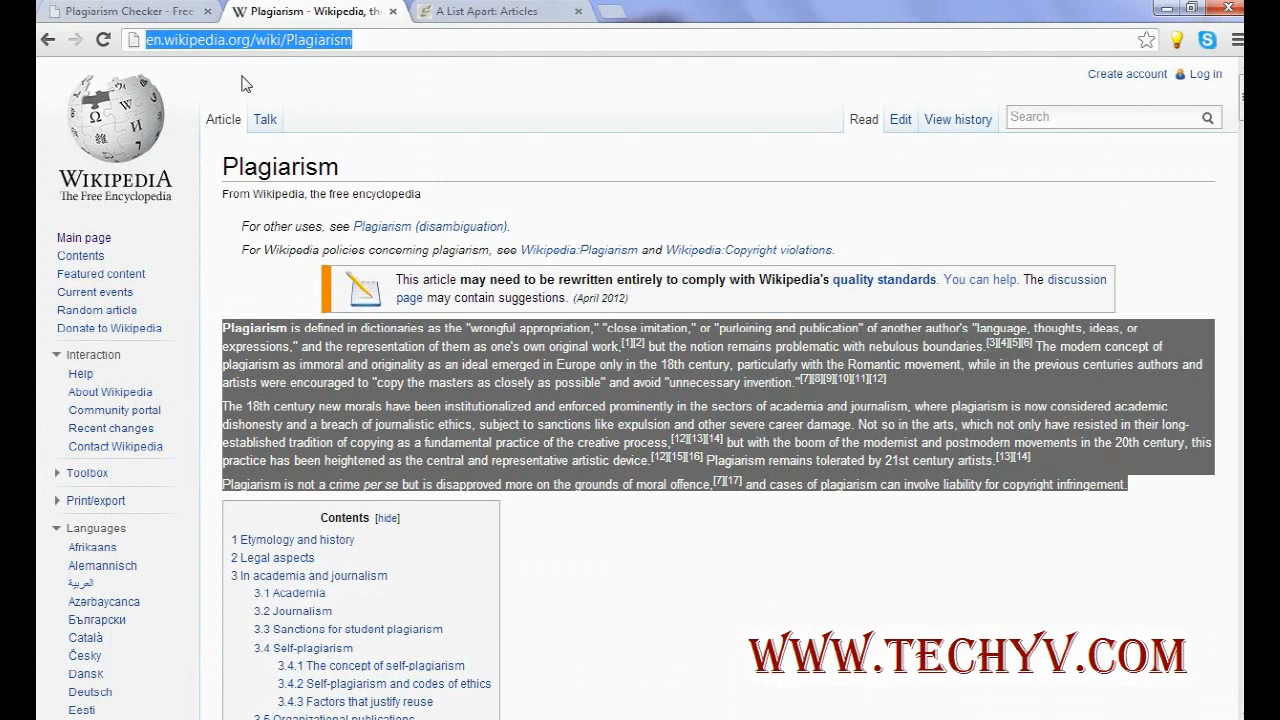 Plagiarism Checker - Free
Plagiarism - Wikipedia, the
A List Apart: Articles
en.wikipedia.org/wiki/Plagiarism
Create account Log in
Article Talk Read Edit View history Search
WIKIPEDIA
The Free Encyclopedia
Main page
Contents
Featured content
Current events
Random article
Donate to Wikipedia
Interaction
Help
About Wikipedia
Community portal
Recent changes
Contact Wikipedia
Toolbox
Print/export
Languages
Afrikaans
Alemannisch
العربية
Azərbaycanca
Български
Català
Česky
Dansk
Deutsch
Eesti
Plagiarism
From Wikipedia, the free encyclopedia
For other uses, see Plagiarism (disambiguation).
For Wikipedia policies concerning plagiarism, see Wikipedia:Plagiarism and Wikipedia:Copyright violations.
This article may need to be rewritten entirely to comply with Wikipedia's quality standards. You can help. The discussion
page may contain suggestions. (April 2012)
Plagiarism is defined in dictionaries as the "wrongful appropriation," "close imitation," or "purloining and publication" of another author's "language, thoughts, ideas, or
expressions," and the representation of them as one's own original work,[1][2] but the notion remains problematic with nebulous boundaries.[3][4][5][6] The modern concept of
plagiarism as immoral and originality as an ideal emerged in Europe only in the 18th century, particularly with the Romantic movement, while in the previous centuries authors and
artists were encouraged to "copy the masters as closely as possible" and avoid "unnecessary invention."[7][8][9][10][11][12]
The 18th century new morals have been institutionalized and enforced prominently in the sectors of academia and journalism, where plagiarism is now considered academic
dishonesty and a breach of journalistic ethics, subject to sanctions like expulsion and other severe career damage. Not so in the arts, which not only have resisted in their long-
established tradition of copying as a fundamental practice of the creative process,[12][13][14] but with the boom of the modernist and postmodern movements in the 20th century, this
practice has been heightened as the central and representative artistic device.[12][15][16] Plagiarism remains tolerated by 21st century artists.[13][14]
Plagiarism is not a crime per se but is disapproved more on the grounds of moral offence,[7][17] and cases of plagiarism can involve liability for copyright infringement.
Contents [hide]
1 Etymology and history
2 Legal aspects
3 In academia and journalism
3.1 Academia
3.2 Journalism
3.3 Sanctions for student plagiarism
3.4 Self-plagiarism
3.4.1 The concept of self-plagiarism
3.4.2 Self-plagiarism and codes of ethics
3.4.3 Factors that justify reuse
3.5 Organizational publications
WWW.TECHYV.COM